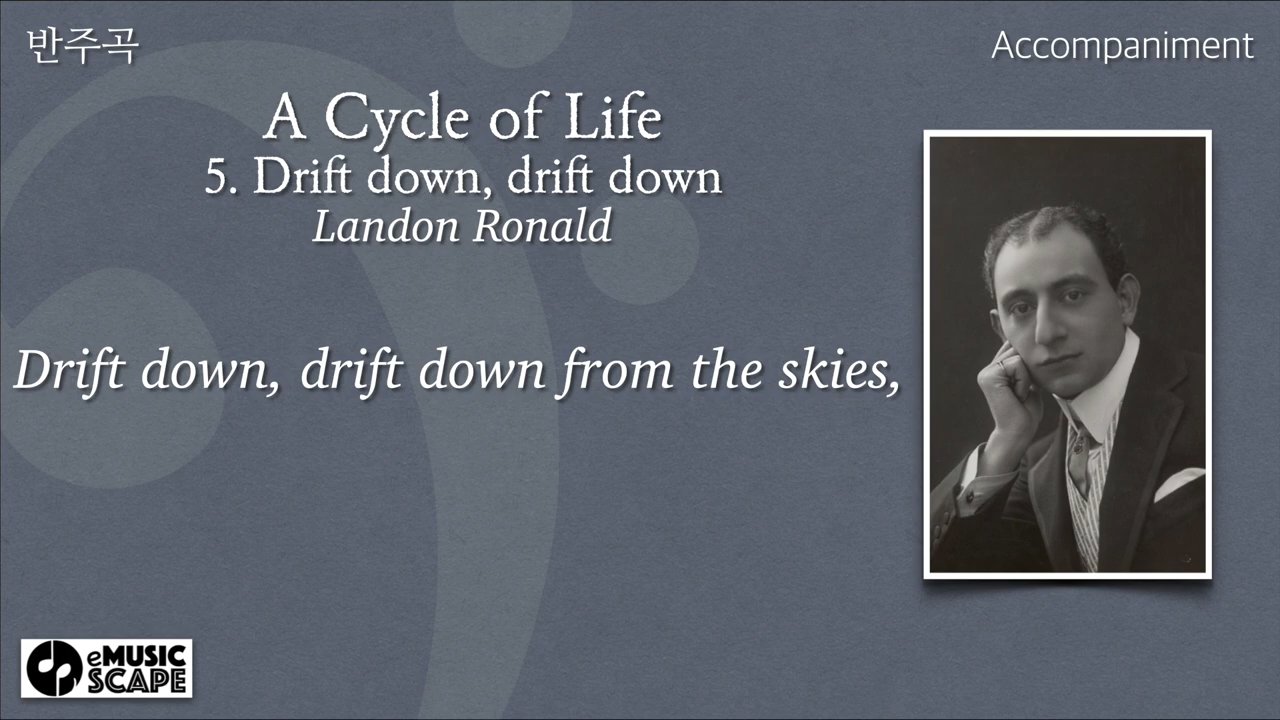 반주곡
Accompaniment
A Cycle of Life
5. Drift down, drift down
Landon Ronald
Drift down, drift down from the skies,
eMUSIC
SCAPE